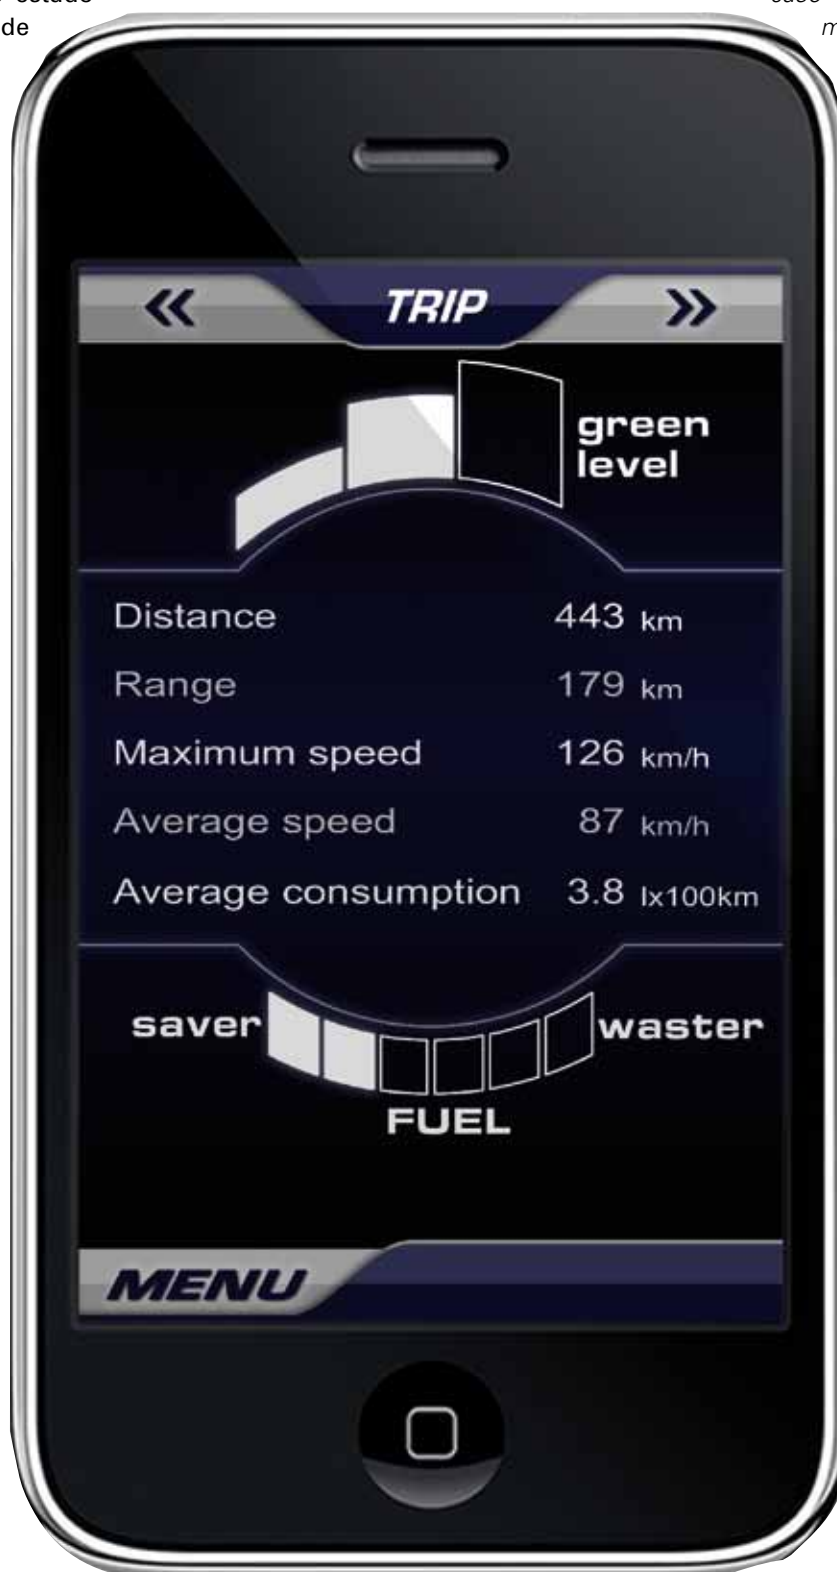 de
«
TRIP
»
green
level
Distance 443 km
Range 179 km
Maximum speed 126 km/h
Average speed 87 km/h
Average consumption 3.8 lx100km
saver
waster
FUEL
MENU